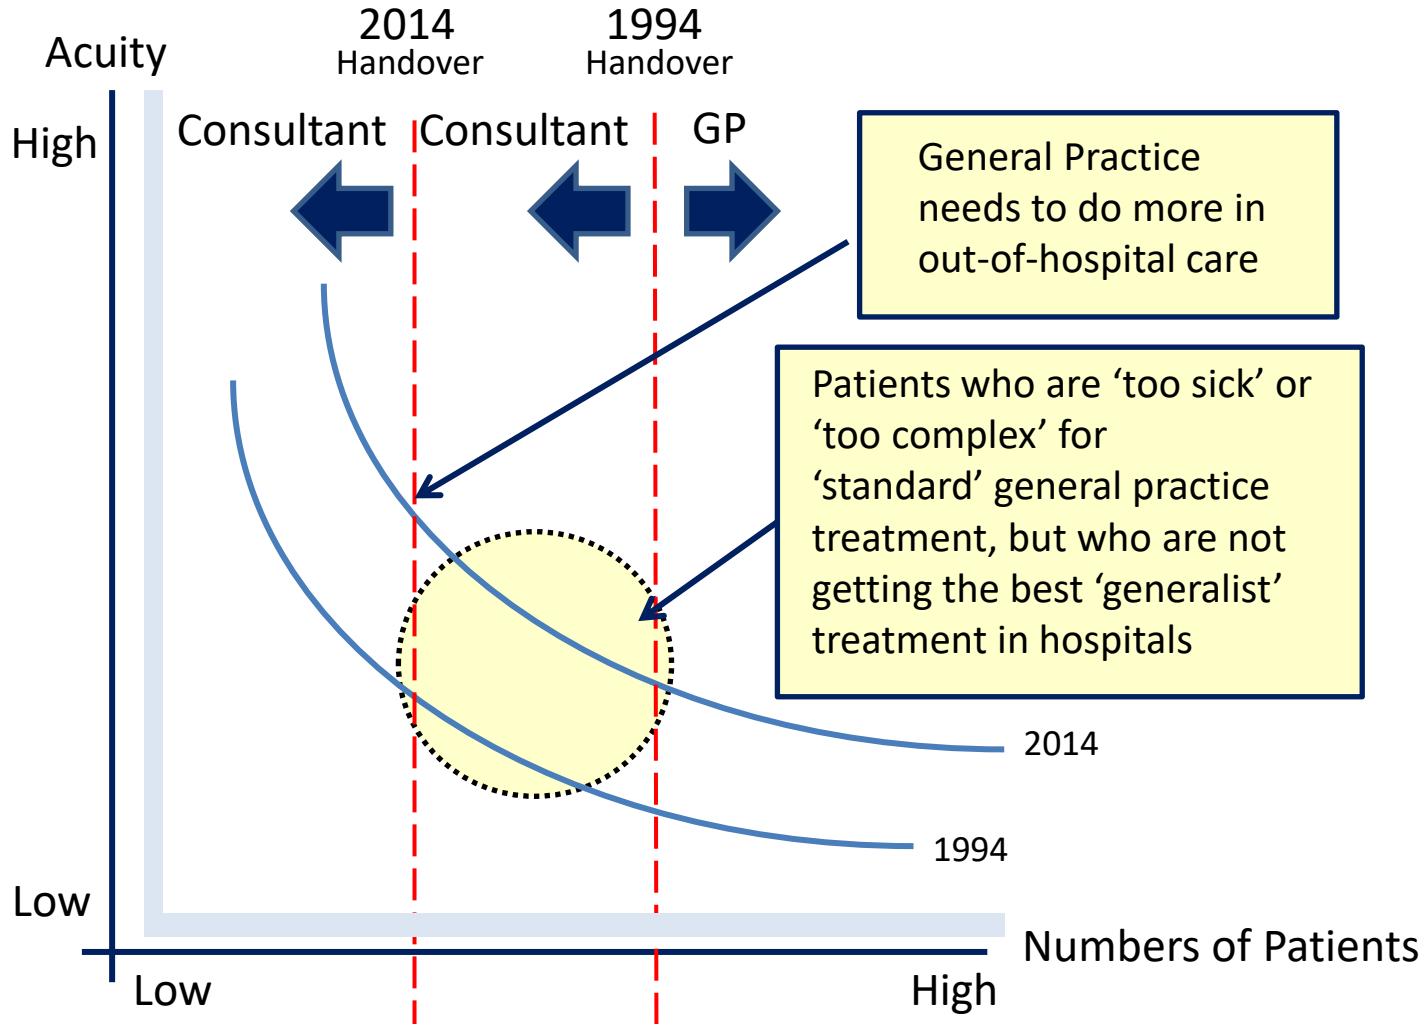 2014
Handover
1994
Handover
Acuity
High
Consultant
Consultant
GP
General Practice
needs to do more in
out-of-hospital care
Patients who are ‘too sick’ or
‘too complex’ for
‘standard’ general practice
treatment, but who are not
getting the best ‘generalist’
treatment in hospitals
2014
1994
Low
Numbers of Patients
Low
High